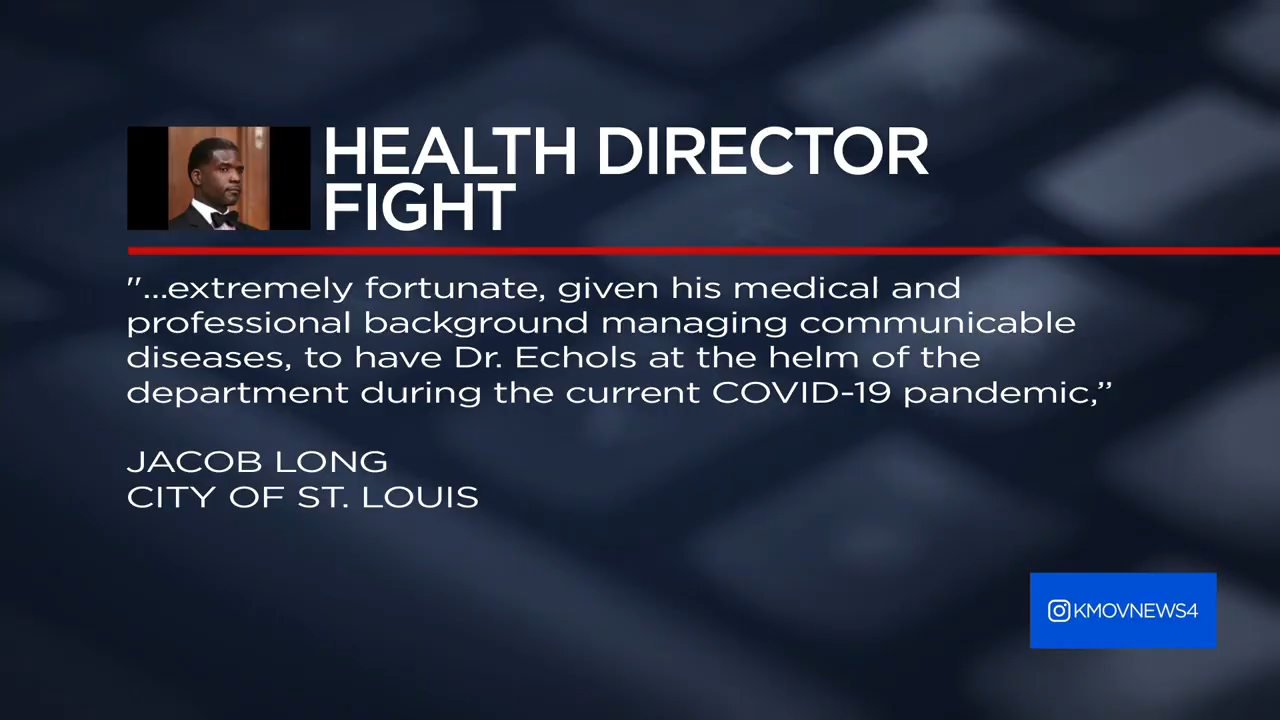 HEALTH DIRECTOR
FIGHT
"...extremely fortunate, given his medical and
professional background managing communicable
diseases, to have Dr. Echols at the helm of the
department during the current COVID-19 pandemic,”
JACOB LONG
CITY OF ST. LOUIS
KMOVNEWS4